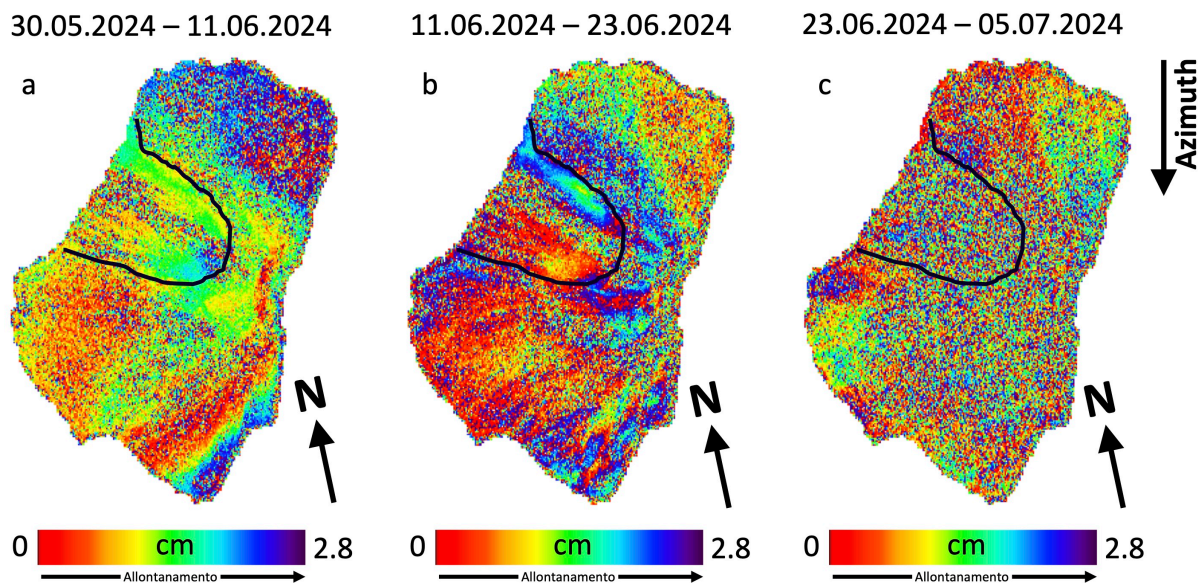 30.05.2024 – 11.06.2024
11.06.2024 – 23.06.2024
23.06.2024 – 05.07.2024
a
b
c
Azimuth
N
N
N
0 cm 2.8
Allontanamento
0 cm 2.8
Allontanamento
0 cm 2.8
Allontanamento